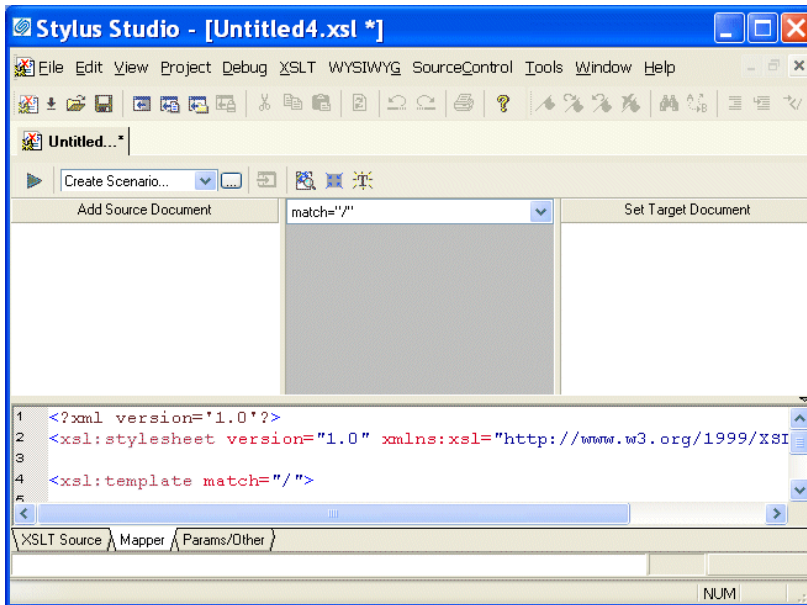 Stylus Studio - [Untitled4.xsl *]
File Edit View Project Debug XSLT WYSIWYG SourceControl Tools Window Help
Untitled...*
Create Scenario... ...
Add Source Document match="/" Set Target Document
1 <?xml version='1.0'?>
2 <xsl:stylesheet version="1.0" xmlns:xsl="http://www.w3.org/1999/XSl
3
4 <xsl:template match="/">
5
XSLT Source Mapper Params/Other
NUM